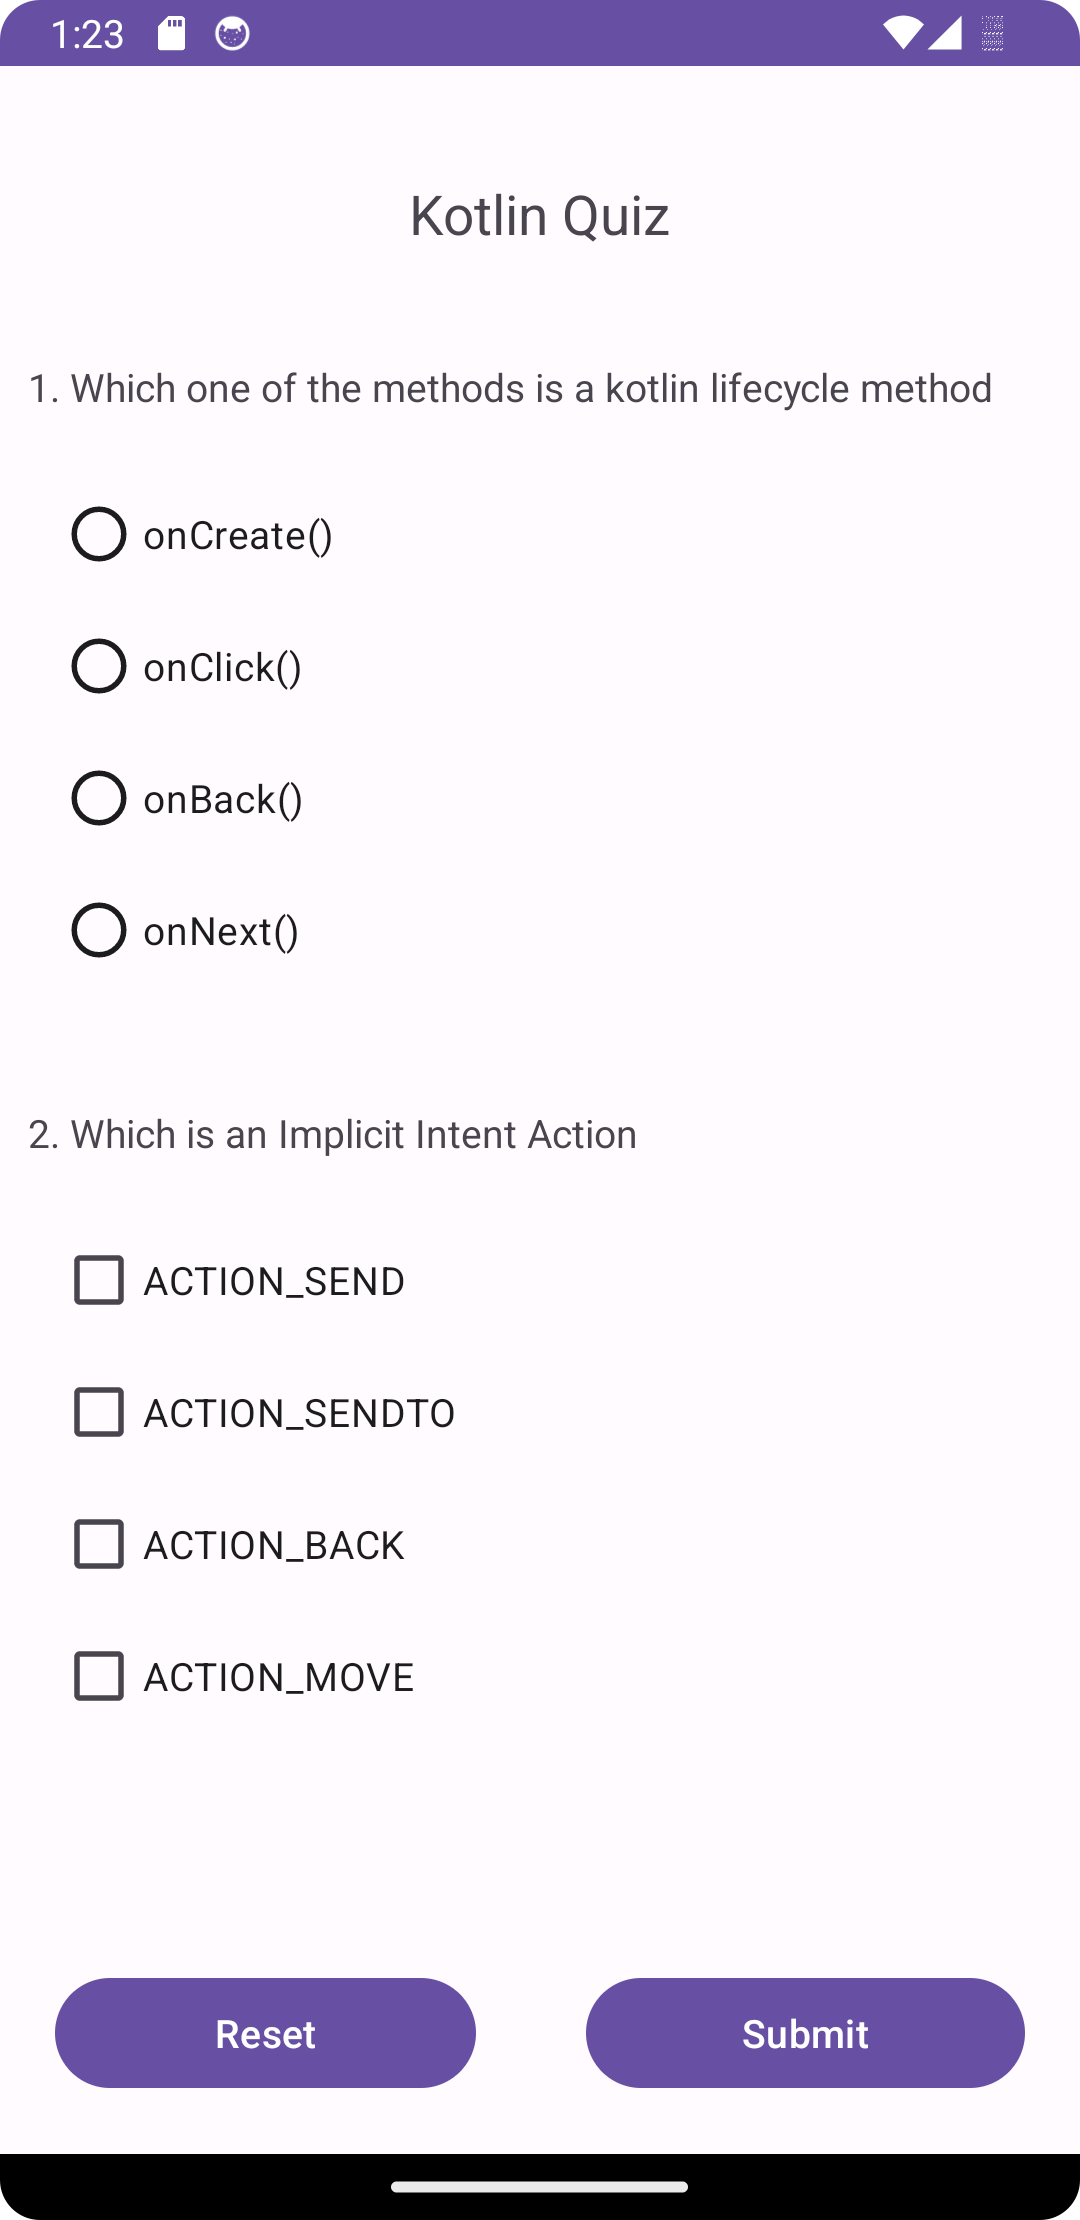 1:23
Kotlin Quiz
1. Which one of the methods is a kotlin lifecycle method
onCreate()
onClick()
onBack()
onNext()
2. Which is an Implicit Intent Action
ACTION_SEND
ACTION_SENDTO
ACTION_BACK
ACTION_MOVE
Reset
Submit